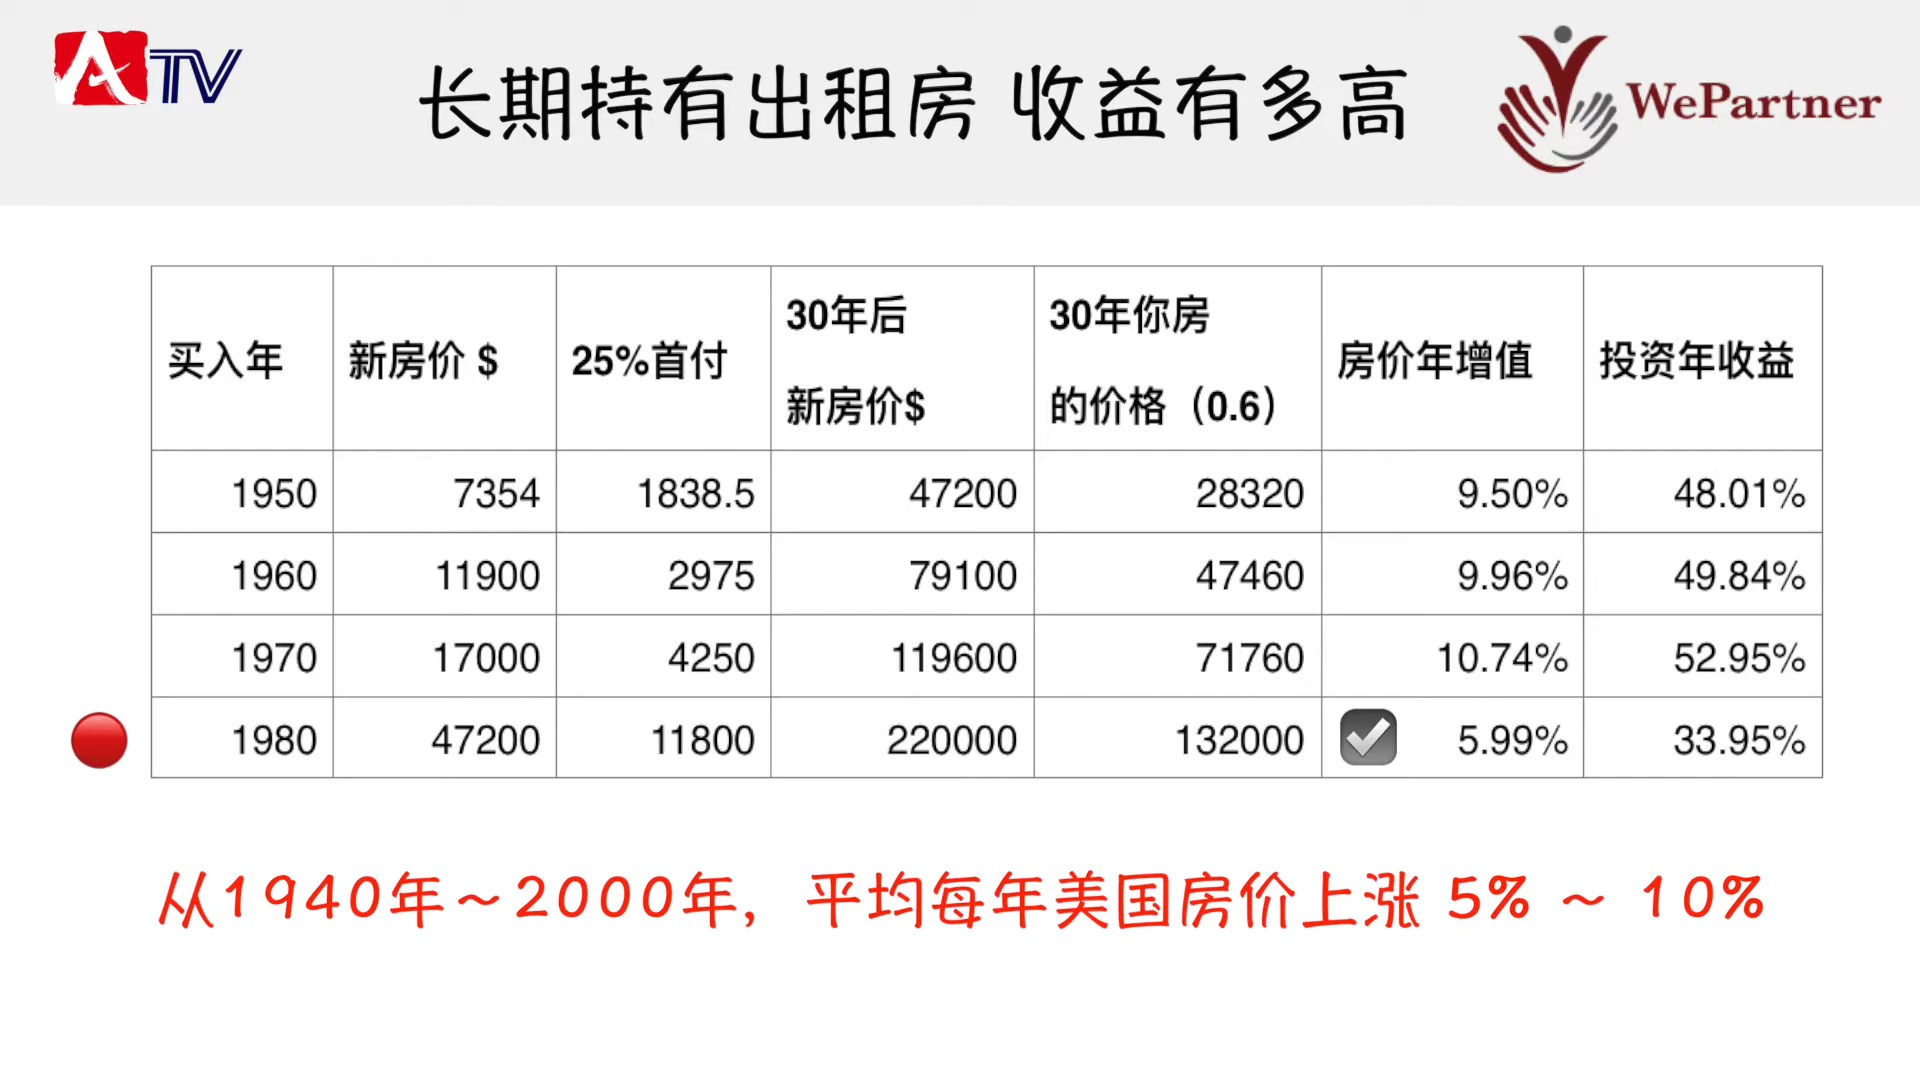 ATV
长期持有出租房 收益有多高
WePartner
买入年 新房价 $ 25%首付 30年后 新房价$ 30年你房 的价格（0.6） 房价年增值 投资年收益
1950 7354 1838.5 47200 28320 9.50% 48.01%
1960 11900 2975 79100 47460 9.96% 49.84%
1970 17000 4250 119600 71760 10.74% 52.95%
1980 47200 11800 220000 132000 5.99% 33.95%
从1940年～2000年，平均每年美国房价上涨 5% ～ 10%